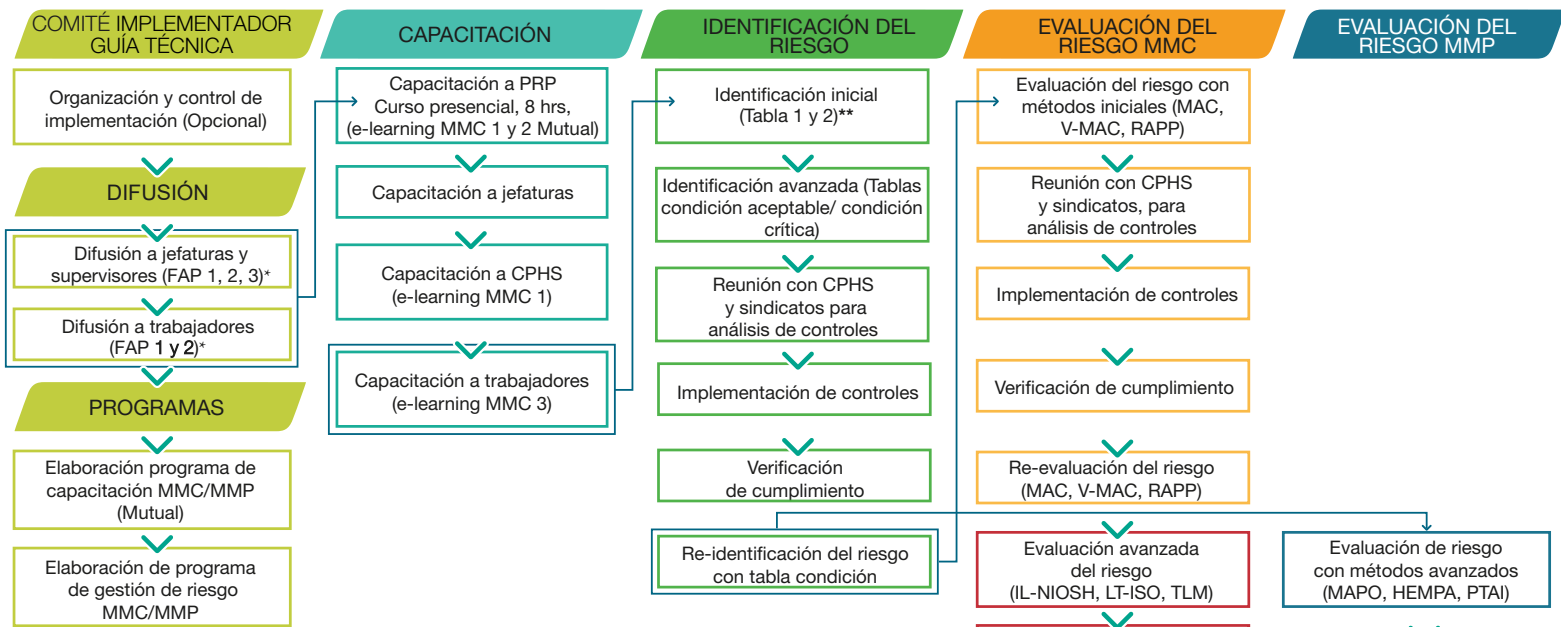 COMITÉ IMPLEMENTADOR
GUÍA TÉCNICA
Organización y control de
implementación (Opcional)
DIFUSIÓN
Difusión a jefaturas y
supervisores (FAP 1, 2, 3)*
Difusión a trabajadores
(FAP 1 y 2)*
PROGRAMAS
Elaboración programa de
capacitación MMC/MMP
(Mutual)
Elaboración de programa
de gestión de riesgo
MMC/MMP
CAPACITACIÓN
Capacitación a PRP
Curso presencial, 8 hrs,
(e-learning MMC 1 y 2 Mutual)
Capacitación a jefaturas
Capacitación a CPHS
(e-learning MMC 1)
Capacitación a trabajadores
(e-learning MMC 3)
IDENTIFICACIÓN DEL
RIESGO
Identificación inicial
(Tabla 1 y 2)**
Identificación avanzada (Tablas
condición aceptable/ condición
crítica)
Reunión con CPHS
y sindicatos para
análisis de controles
Implementación de controles
Verificación
de cumplimiento
Re-identificación del riesgo
con tabla condición
EVALUACIÓN DEL
RIESGO MMC
Evaluación del riesgo con
métodos iniciales (MAC,
V-MAC, RAPP)
Reunión con CPHS
y sindicatos, para
análisis de controles
Implementación de controles
Verificación de cumplimiento
Re-evaluación del riesgo
(MAC, V-MAC, RAPP)
Evaluación avanzada
del riesgo
(IL-NIOSH, LT-ISO, TLM)
EVALUACIÓN DEL
RIESGO MMP
Evaluación de riesgo
con métodos avanzados
(MAPO, HEMPA, PTAI)